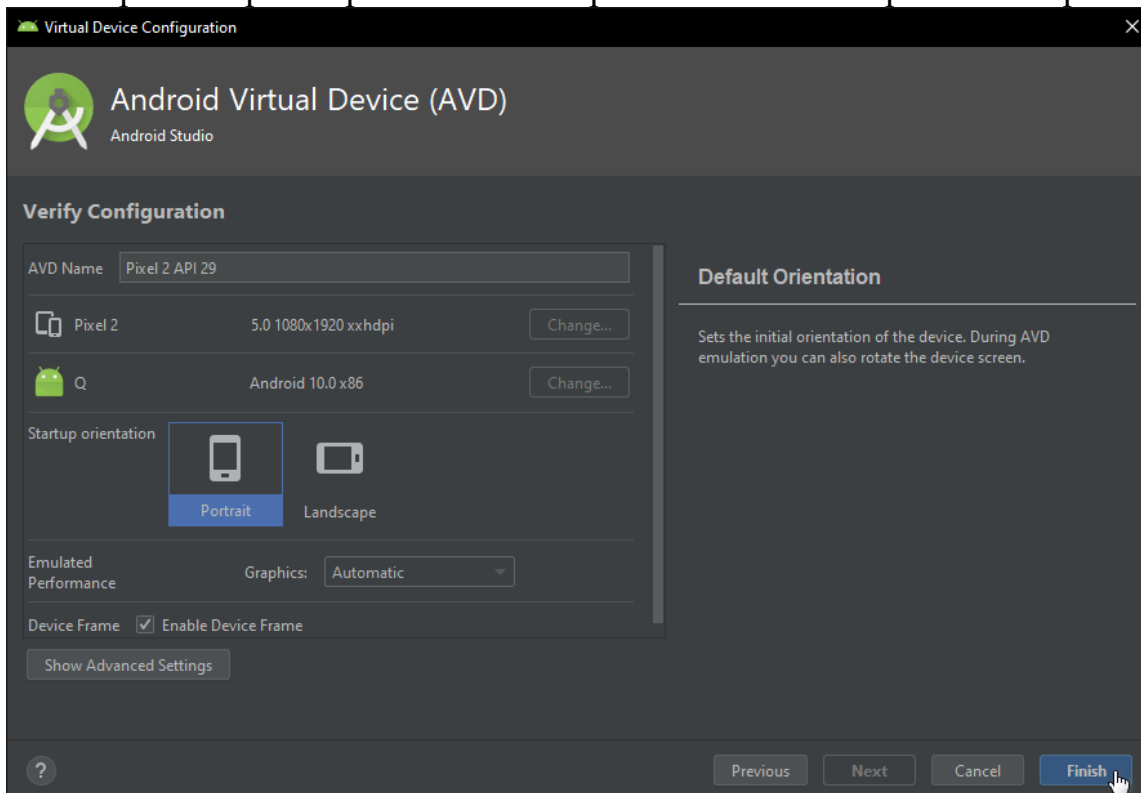 Virtual Device Configuration
Android Virtual Device (AVD)
Android Studio
Verify Configuration
AVD Name Pixel 2 API 29
Pixel 2 5.0 1080x1920 xxhdpi Change...
Q Android 10.0 x86 Change...
Startup orientation
Portrait Landscape
Emulated
Performance Graphics: Automatic
Device Frame Enable Device Frame
Show Advanced Settings
Default Orientation
Sets the initial orientation of the device. During AVD
emulation you can also rotate the device screen.
? Previous Next Cancel Finish